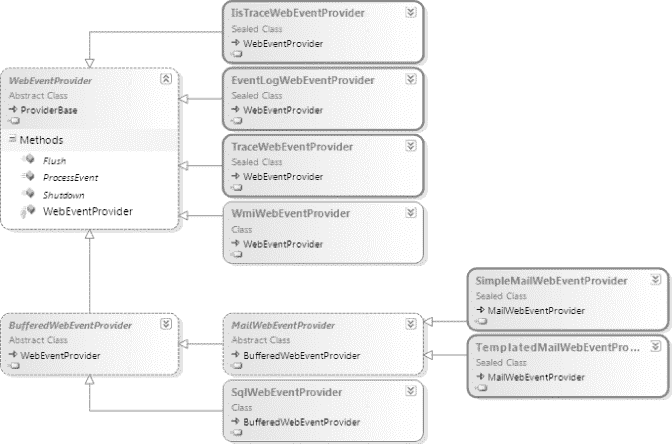 IisTraceWebEventProvider
Sealed Class
WebEventProvider
WebEventProvider
Abstract Class
ProviderBase
Methods
Flush
ProcessEvent
Shutdown
WebEventProvider
EventLogWebEventProvider
Sealed Class
WebEventProvider
TraceWebEventProvider
Sealed Class
WebEventProvider
WmiWebEventProvider
Class
WebEventProvider
BufferedWebEventProvider
Abstract Class
WebEventProvider
MailWebEventProvider
Abstract Class
BufferedWebEventProvider
SimpleMailWebEventProvider
Sealed Class
MailWebEventProvider
TemplatedMailWebEventPro...
Sealed Class
MailWebEventProvider
SqlWebEventProvider
Class
BufferedWebEventProvider